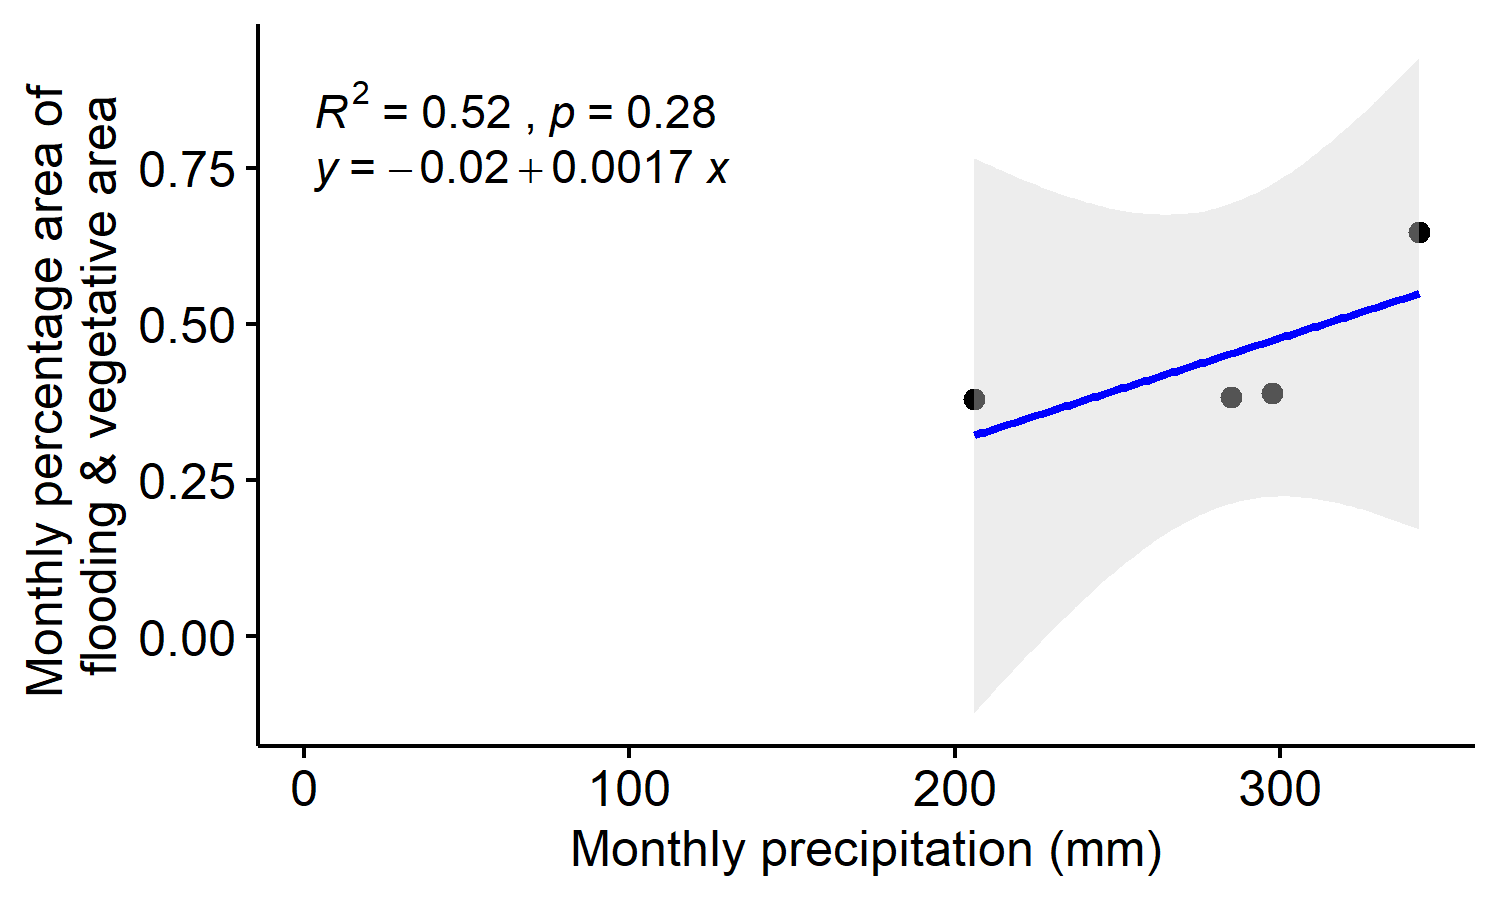 R² = 0.52 , p = 0.28
y = −0.02 + 0.0017 x
Monthly percentage area of
flooding & vegetative area
0.75
0.50
0.25
0.00
0 100 200 300
Monthly precipitation (mm)